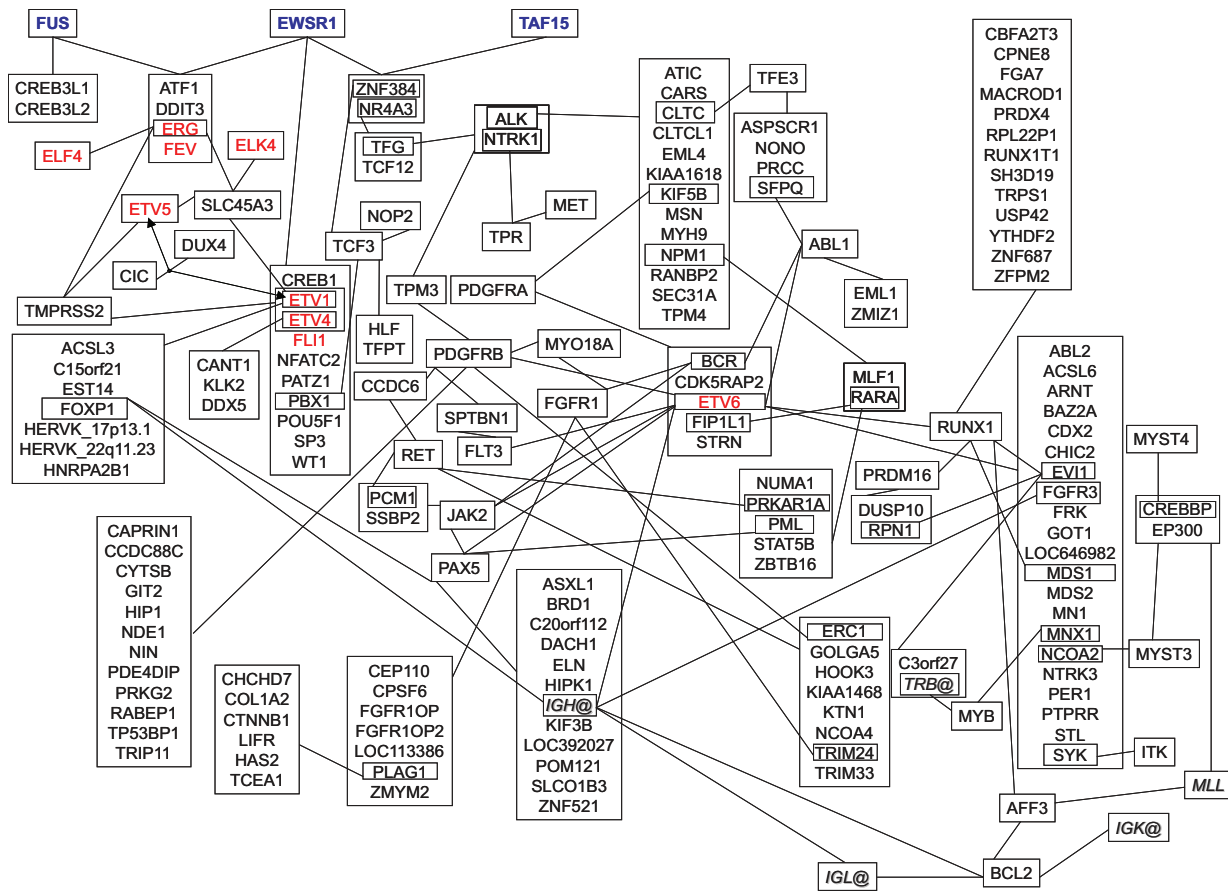 FUS
EWSR1
TAF15
CREB3L1
CREB3L2
ATF1
DDIT3
ERG
FEV
ELF4
ELK4
ZNF384
NR4A3
TFG
TCF12
ALK
NTRK1
ATIC
CARS
CLTC
CLTCL1
EML4
KIAA1618
KIF5B
MSN
MYH9
NPM1
RANBP2
SEC31A
TPM4
TFE3
ASPSCR1
NONO
PRCC
SFPQ
CBFA2T3
CPNE8
FGA7
MACROD1
PRDX4
RPL22P1
RUNX1T1
SH3D19
TRPS1
USP42
YTHDF2
ZNF687
ZFPM2
ETV5
SLC45A3
DUX4
CIC
TMPRSS2
NOP2
TCF3
MET
TPR
ABL1
EML1
ZMIZ1
CREB1
ETV1
ETV4
FLI1
NFATC2
PATZ1
PBX1
POU5F1
SP3
WT1
HLF
TFPT
TPM3
PDGFRA
ACSL3
C15orf21
EST14
FOXP1
HERVK_17p13.1
HERVK_22q11.23
HNRPA2B1
CANT1
KLK2
DDX5
PDGFRB
MYO18A
CCDC6
SPTBN1
FGFR1
BCR
CDK5RAP2
ETV6
FIP1L1
STRN
MLF1
RARA
RUNX1
ABL2
ACSL6
ARNT
BAZ2A
CDX2
CHIC2
EVI1
FGFR3
FRK
GOT1
LOC646982
MDS1
MDS2
MN1
MNX1
NCOA2
NTRK3
PER1
PTPRR
STL
SYK
MYST4
CREBBP
EP300
RET
FLT3
PCM1
SSBP2
JAK2
PAX5
NUMA1
PRKAR1A
PML
STAT5B
ZBTB16
PRDM16
DUSP10
RPN1
CAPRIN1
CCDC88C
CYTSB
GIT2
HIP1
NDE1
NIN
PDE4DIP
PRKG2
RABEP1
TP53BP1
TRIP11
CHCHD7
COL1A2
CTNNB1
LIFR
HAS2
TCEA1
CEP110
CPSF6
FGFR1OP
FGFR1OP2
LOC113386
PLAG1
ZMYM2
ASXL1
BRD1
C20orf112
DACH1
ELN
HIPK1
IGH@
KIF3B
LOC392027
POM121
SLCO1B3
ZNF521
ERC1
GOLGA5
HOOK3
KIAA1468
KTN1
NCOA4
TRIM24
TRIM33
C3orf27
TRB@
MYB
MYST3
ITK
MLL
AFF3
IGK@
IGL@
BCL2